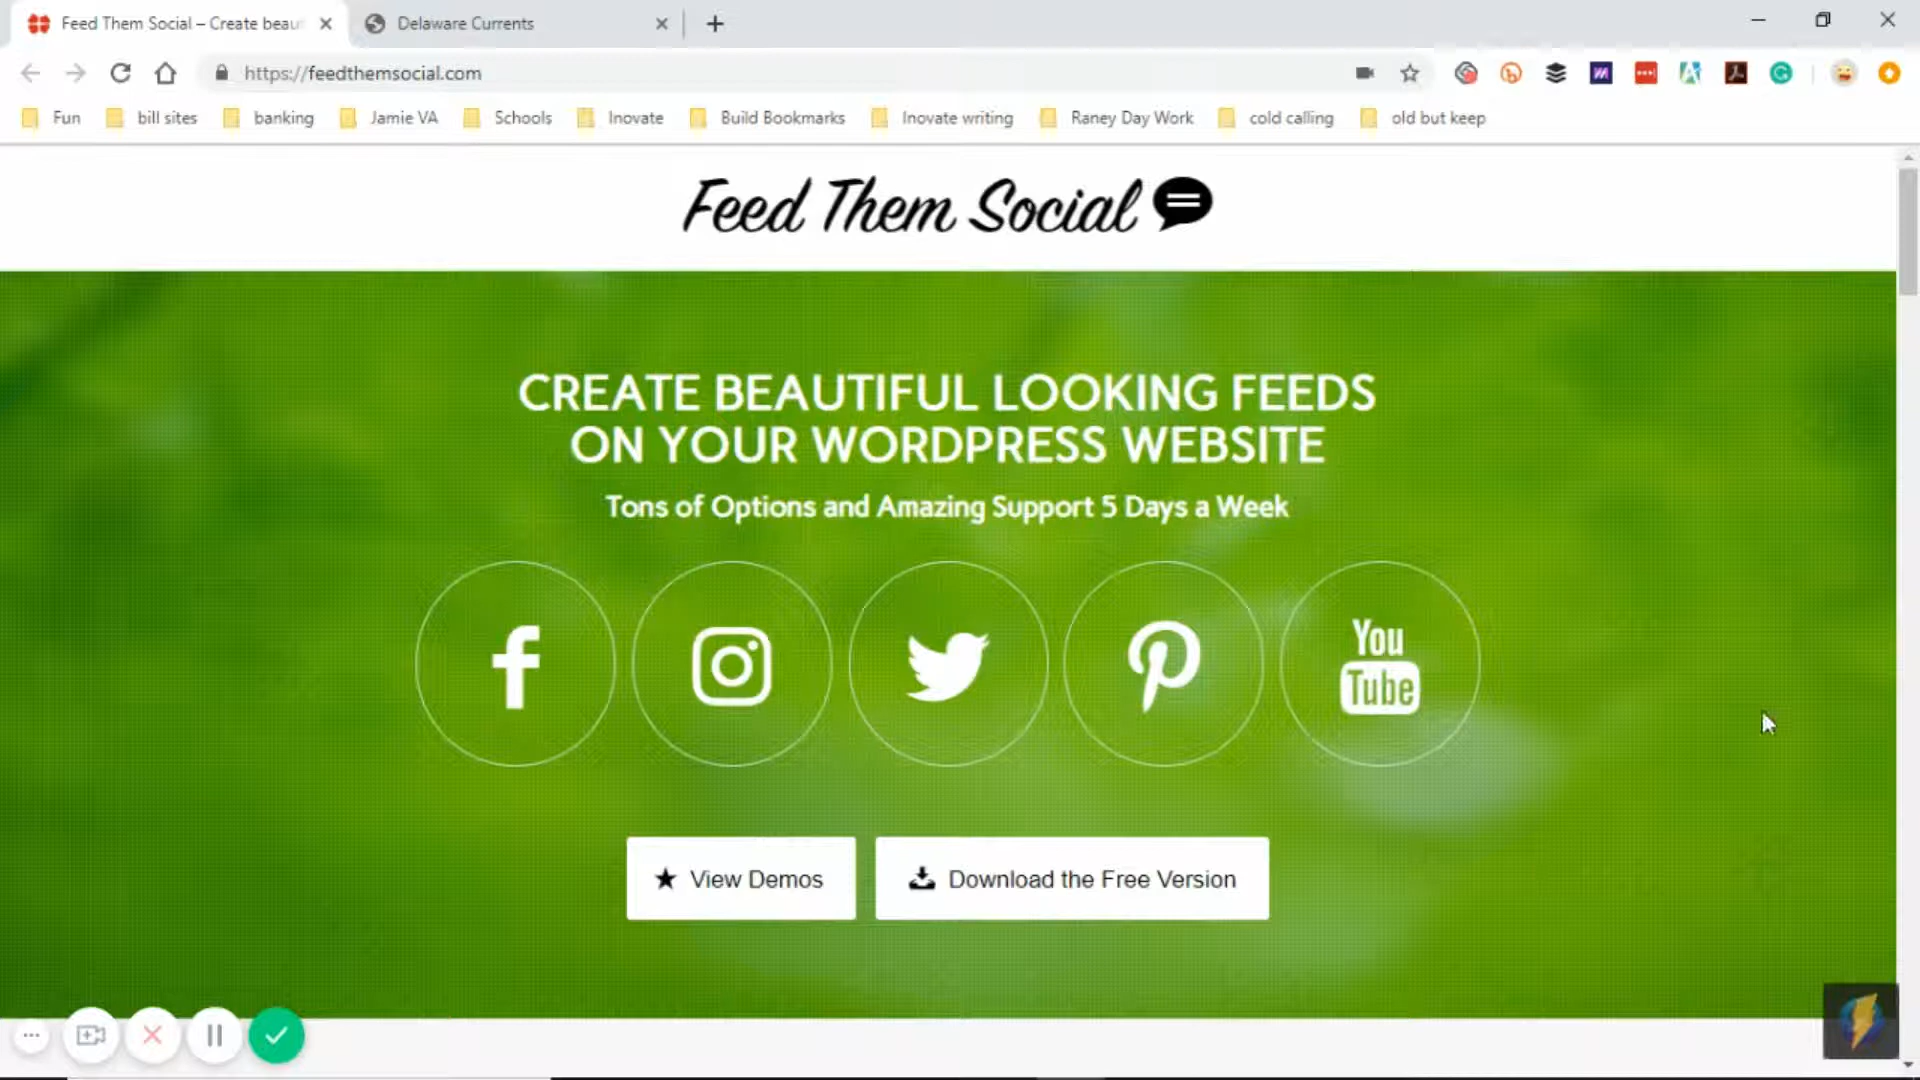 Feed Them Social – Create beau
Delaware Currents
https://feedthemsocial.com
Fun
bill sites
banking
Jamie VA
Schools
Inovate
Build Bookmarks
Inovate writing
Raney Day Work
cold calling
old but keep
Feed Them Social
CREATE BEAUTIFUL LOOKING FEEDS
ON YOUR WORDPRESS WEBSITE
Tons of Options and Amazing Support 5 Days a Week
You
Tube
View Demos
Download the Free Version